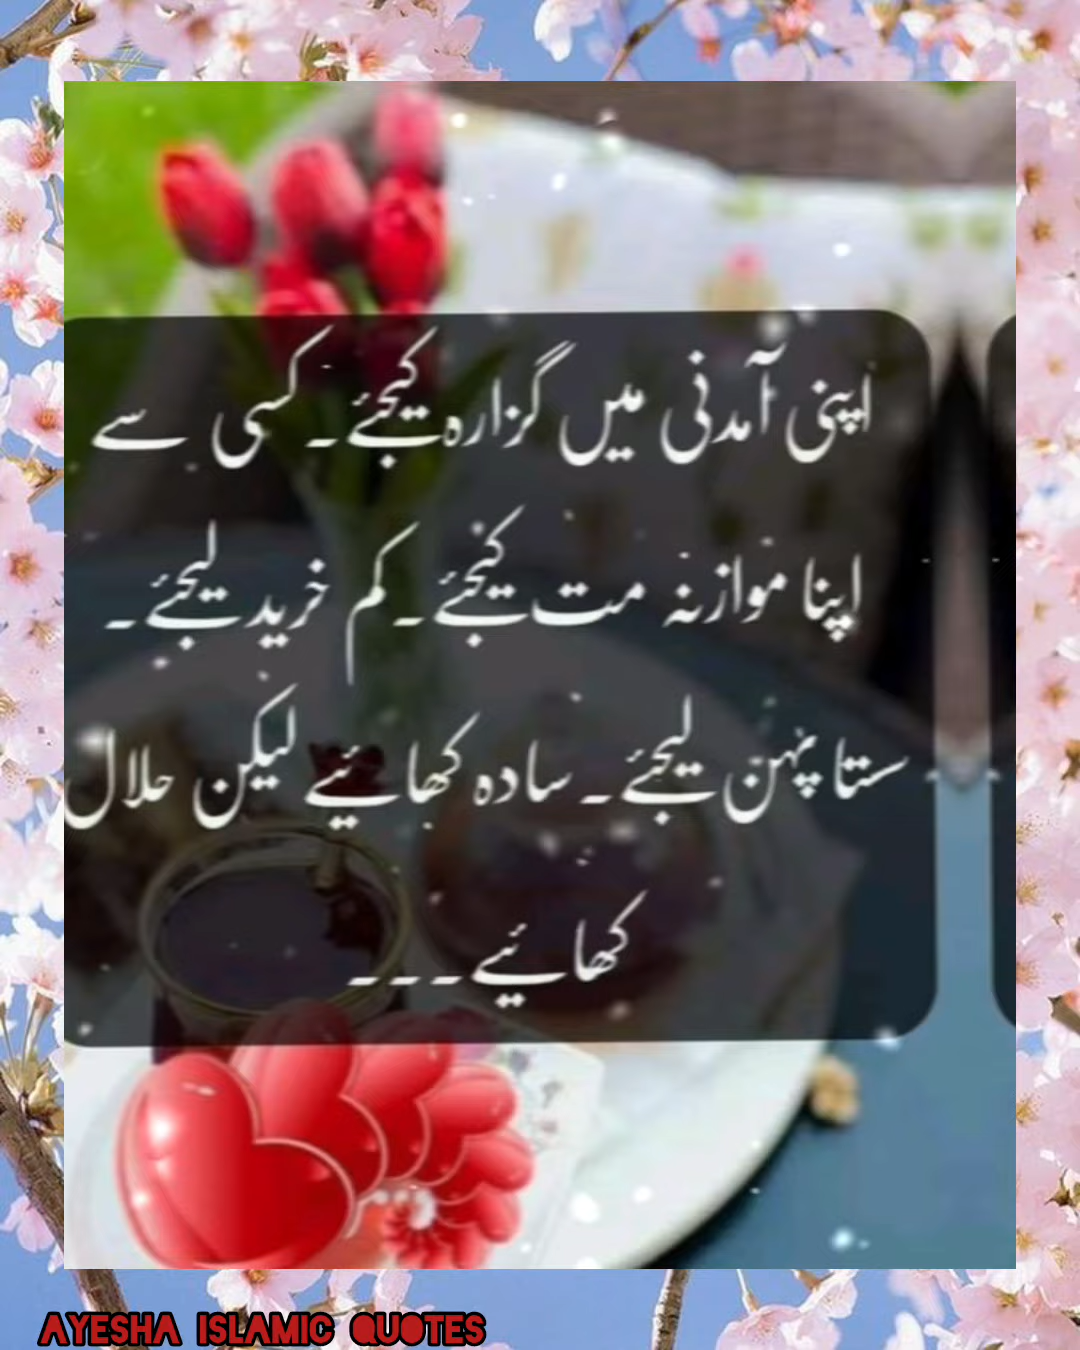 اپنی آمدنی میں گزارہ کیجئے۔ کسی سے
اپنا موازنہ مت کیجئے۔ کم خرید لیجئے۔
ستا پہن لیجئے۔ سادہ کھائیے لیکن حلال
کھائیے۔۔۔
AYESHA ISLAMIC QUOTES